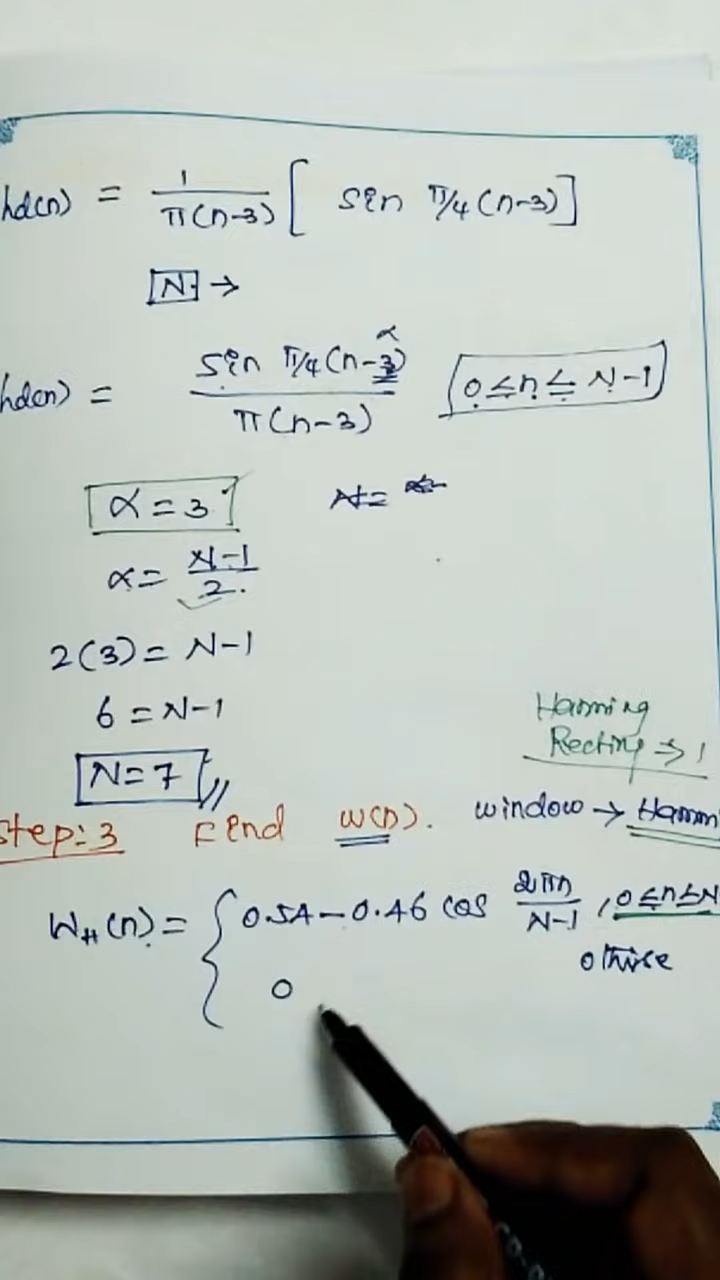 hd(n) = 1/π(n-3) [ sin π/4 (n-3) ]
N →
hd(n) = sin π/4 (n-3) / π(n-3) 0 ≤ n ≤ N-1
α
α = 3
α = N-1/2.
2(3) = N-1
6 = N-1
N = 7 //
Hamming
Rectang → 1
Step:3 Find w(n). window → Hamm
WH(n) = { 0.54 - 0.46 cos 2πn/N-1 , 0 ≤ n ≤ N
0 othise